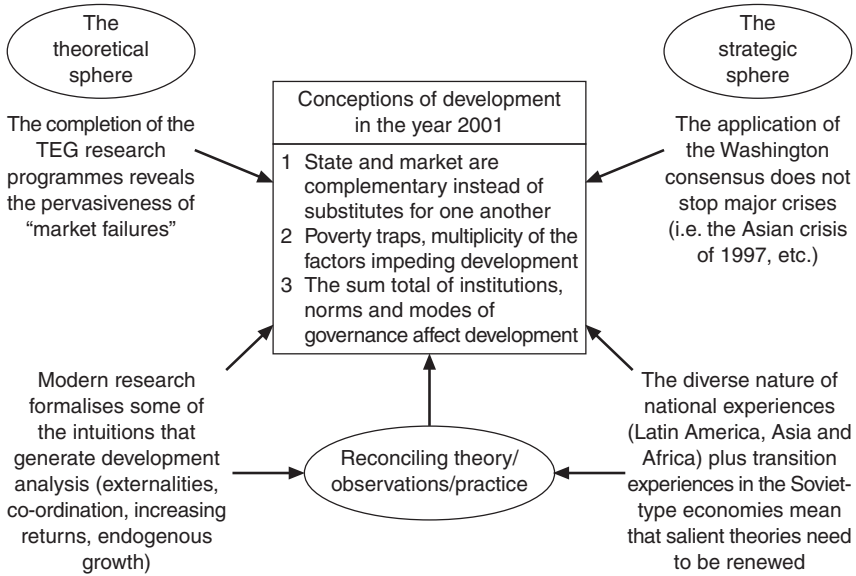 The
theoretical
sphere
The completion of the
TEG research
programmes reveals
the pervasiveness of
“market failures”
Conceptions of development
in the year 2001
1 State and market are
complementary instead of
substitutes for one another
2 Poverty traps, multiplicity of the
factors impeding development
3 The sum total of institutions,
norms and modes of
governance affect development
The
strategic
sphere
The application of
the Washington
consensus does not
stop major crises
(i.e. the Asian crisis
of 1997, etc.)
Modern research
formalises some of
the intuitions that
generate development
analysis (externalities,
co-ordination, increasing
returns, endogenous
growth)
Reconciling theory/
observations/practice
The diverse nature of
national experiences
(Latin America, Asia and
Africa) plus transition
experiences in the Soviet-
type economies mean
that salient theories need
to be renewed